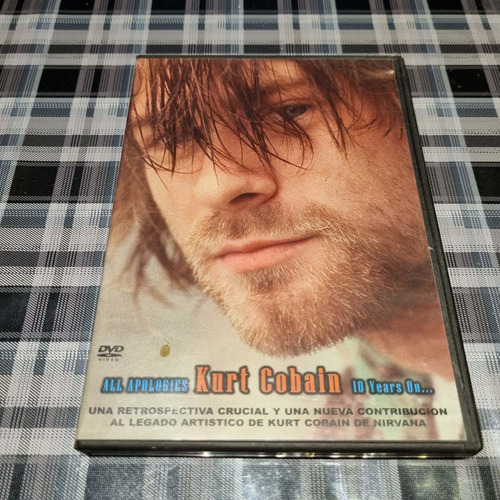 DVD
VIDEO
ALL APOLOGIES Kurt Cobain 10 Years On...
UNA RETROSPECTIVA CRUCIAL Y UNA NUEVA CONTRIBUCION
AL LEGADO ARTISTICO DE KURT COBAIN DE NIRVANA